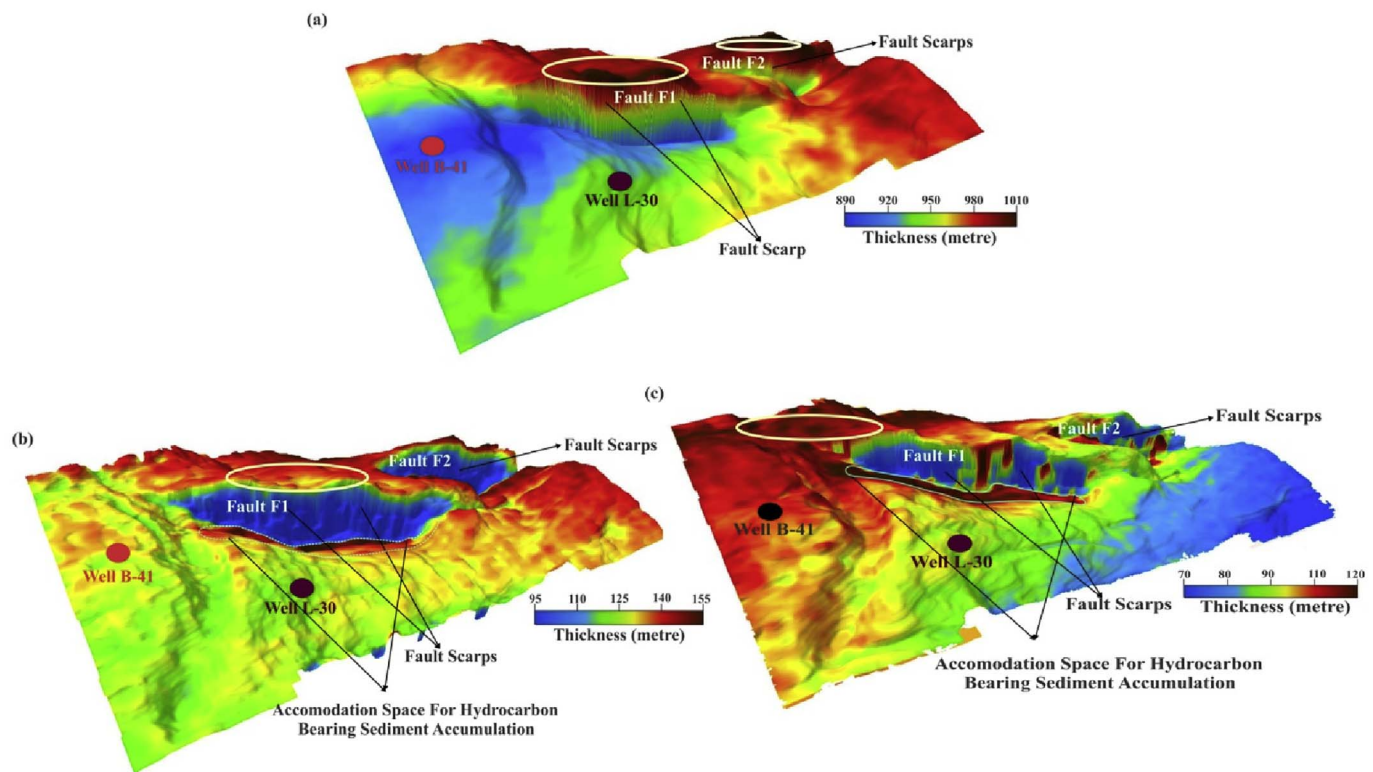 (a)
Fault Scarps
Fault F2
Fault F1
Well B-41
Well L-30
890 920 950 980 1010
Thickness (metre)
Fault Scarp
(b)
Fault Scarps
Fault F2
Fault F1
Well B-41
Well L-30
95 110 125 140 155
Thickness (metre)
Fault Scarps
Accomodation Space For Hydrocarbon
Bearing Sediment Accumulation
(c)
Fault Scarps
Fault F2
Fault F1
Well B-41
Well L-30
70 80 90 100 110 120
Thickness (metre)
Fault Scarps
Accomodation Space For Hydrocarbon
Bearing Sediment Accumulation